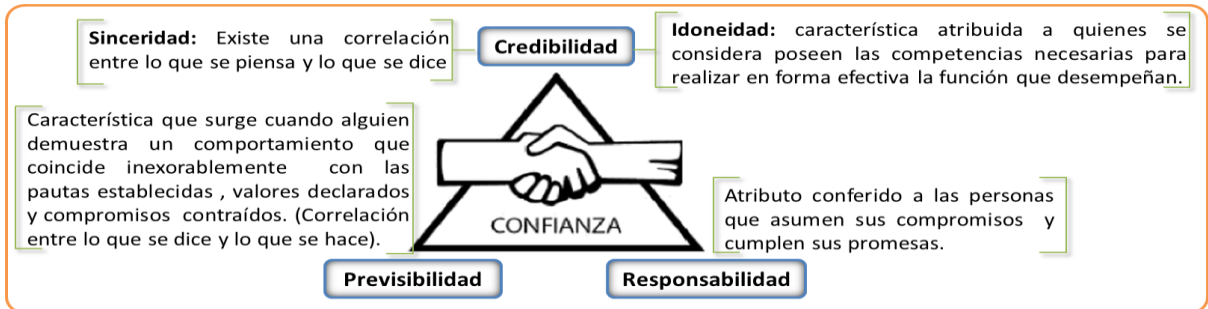 Sinceridad: Existe una correlación
entre lo que se piensa y lo que se dice
Credibilidad
Idoneidad: característica atribuida a quienes se
considera poseen las competencias necesarias para
realizar en forma efectiva la función que desempeñan.
Característica que surge cuando alguien
demuestra un comportamiento que
coincide inexorablemente con las
pautas establecidas , valores declarados
y compromisos contraídos. (Correlación
entre lo que se dice y lo que se hace).
CONFIANZA
Atributo conferido a las personas
que asumen sus compromisos y
cumplen sus promesas.
Previsibilidad
Responsabilidad